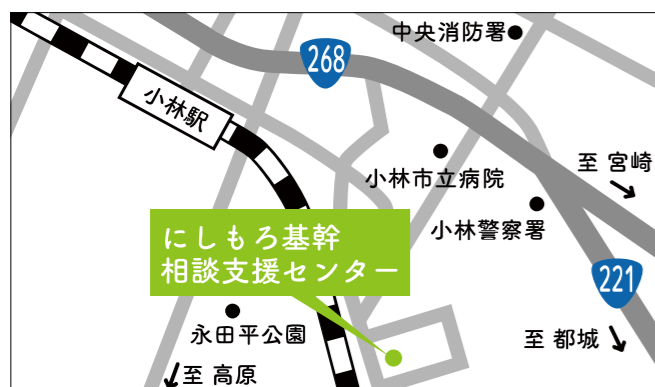 中央消防署
268
小林駅
小林市立病院
至 宮崎
小林警察署
にしもろ基幹
相談支援センター
221
永田平公園
至 都城
至 高原